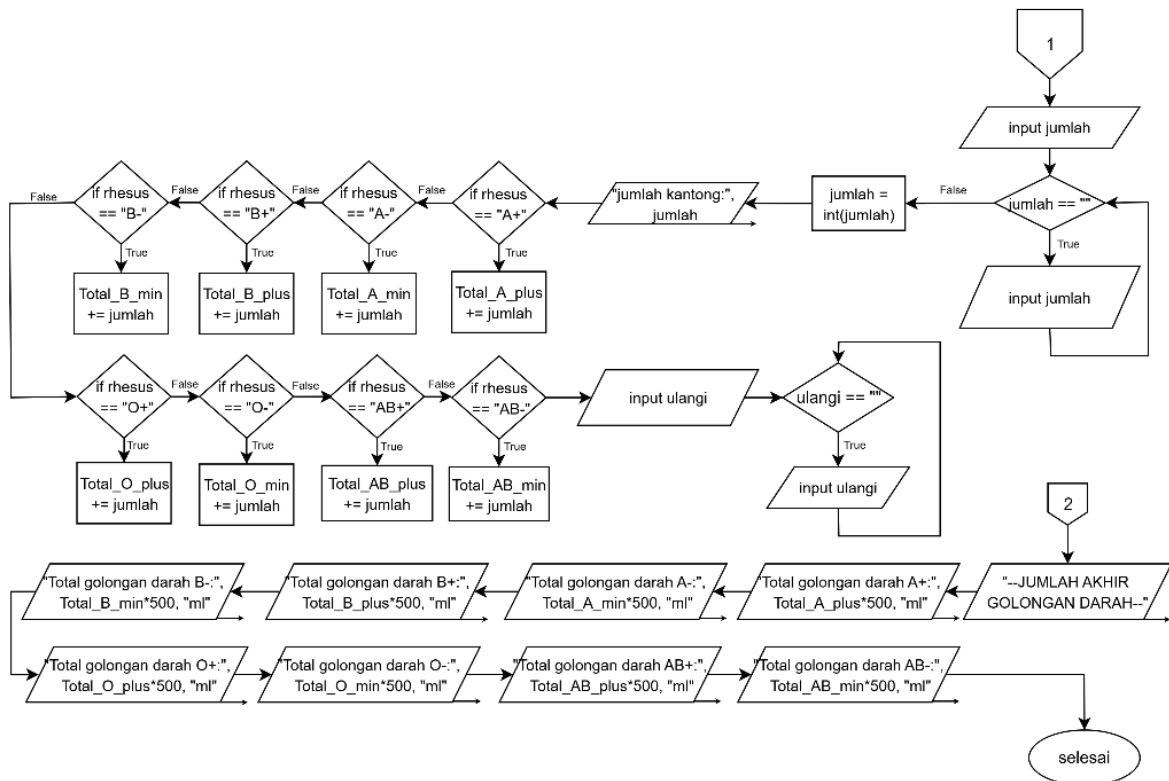 1
input jumlah
jumlah == ""
False
True
input jumlah
jumlah =
int(jumlah)
"jumlah kantong:",
jumlah
if rhesus
== "A+"
False
True
Total_A_plus
+= jumlah
if rhesus
== "A-"
False
True
Total_A_min
+= jumlah
if rhesus
== "B+"
False
True
Total_B_plus
+= jumlah
if rhesus
== "B-"
False
True
Total_B_min
+= jumlah
if rhesus
== "O+"
False
True
Total_O_plus
+= jumlah
if rhesus
== "O-"
False
True
Total_O_min
+= jumlah
if rhesus
== "AB+"
False
True
Total_AB_plus
+= jumlah
if rhesus
== "AB-"
True
Total_AB_min
+= jumlah
input ulangi
ulangi == ""
True
input ulangi
2
"--JUMLAH AKHIR
GOLONGAN DARAH--"
"Total golongan darah A+:",
Total_A_plus*500, "ml"
"Total golongan darah A-:",
Total_A_min*500, "ml"
"Total golongan darah B+:",
Total_B_plus*500, "ml"
"Total golongan darah B-:",
Total_B_min*500, "ml"
"Total golongan darah O+:",
Total_O_plus*500, "ml"
"Total golongan darah O-:",
Total_O_min*500, "ml"
"Total golongan darah AB+:",
Total_AB_plus*500, "ml"
"Total golongan darah AB-:",
Total_AB_min*500, "ml"
selesai